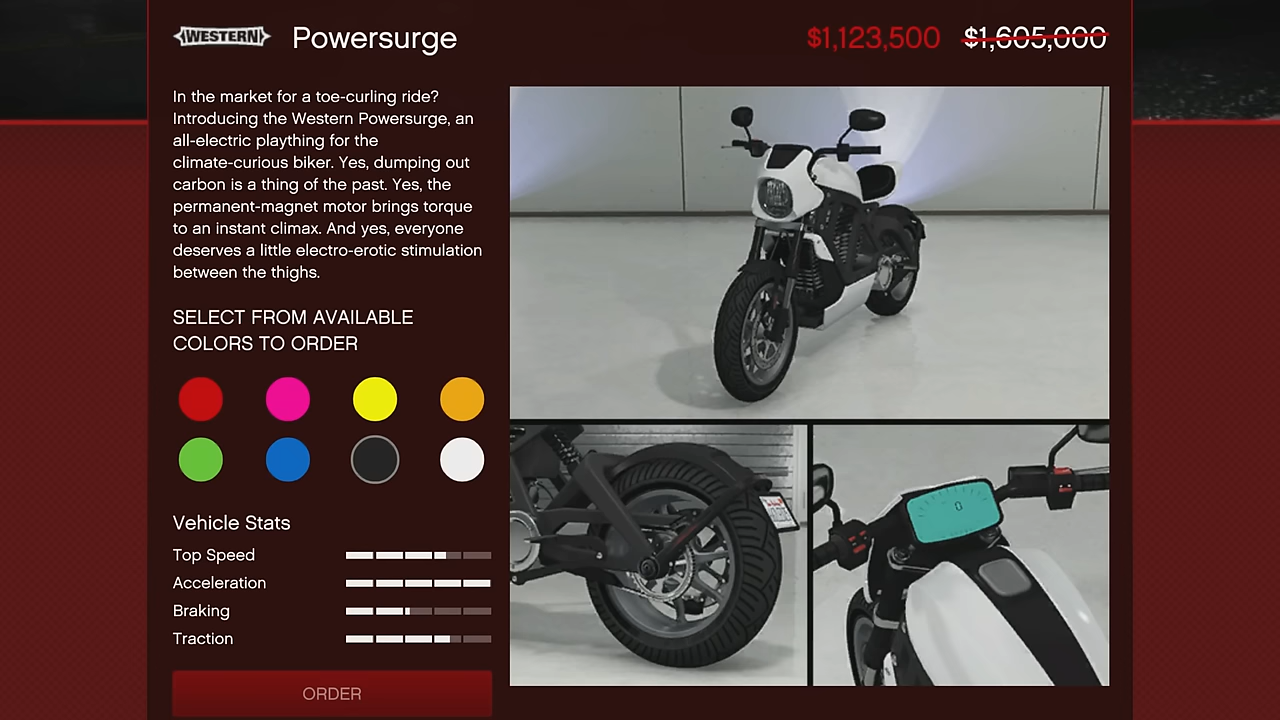 WESTERN
Powersurge
$1,123,500 $1,605,000
In the market for a toe-curling ride?
Introducing the Western Powersurge, an
all-electric plaything for the
climate-curious biker. Yes, dumping out
carbon is a thing of the past. Yes, the
permanent-magnet motor brings torque
to an instant climax. And yes, everyone
deserves a little electro-erotic stimulation
between the thighs.
SELECT FROM AVAILABLE
COLORS TO ORDER
Vehicle Stats
Top Speed
Acceleration
Braking
Traction
ORDER
0